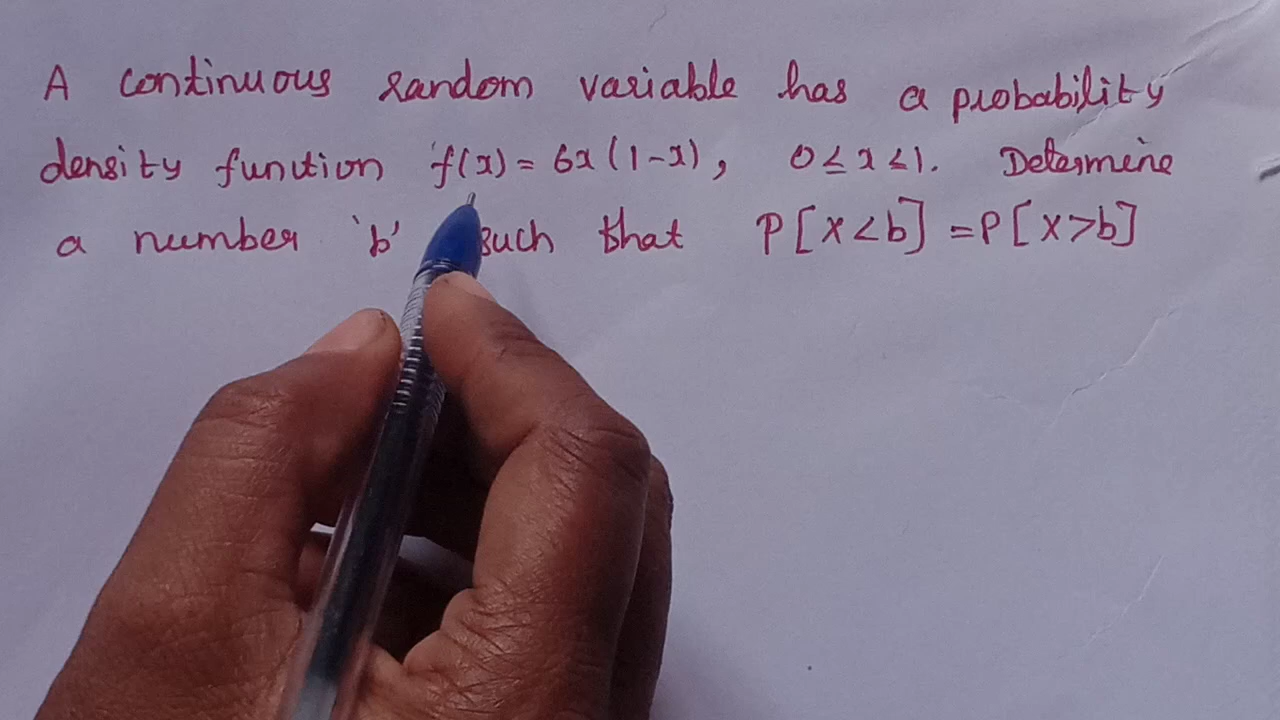 A continuous random variable has a probability
density function f(x) = 6x(1-x), 0≤x≤1. Determine
a number 'b' such that P[X<b] = P[X>b]